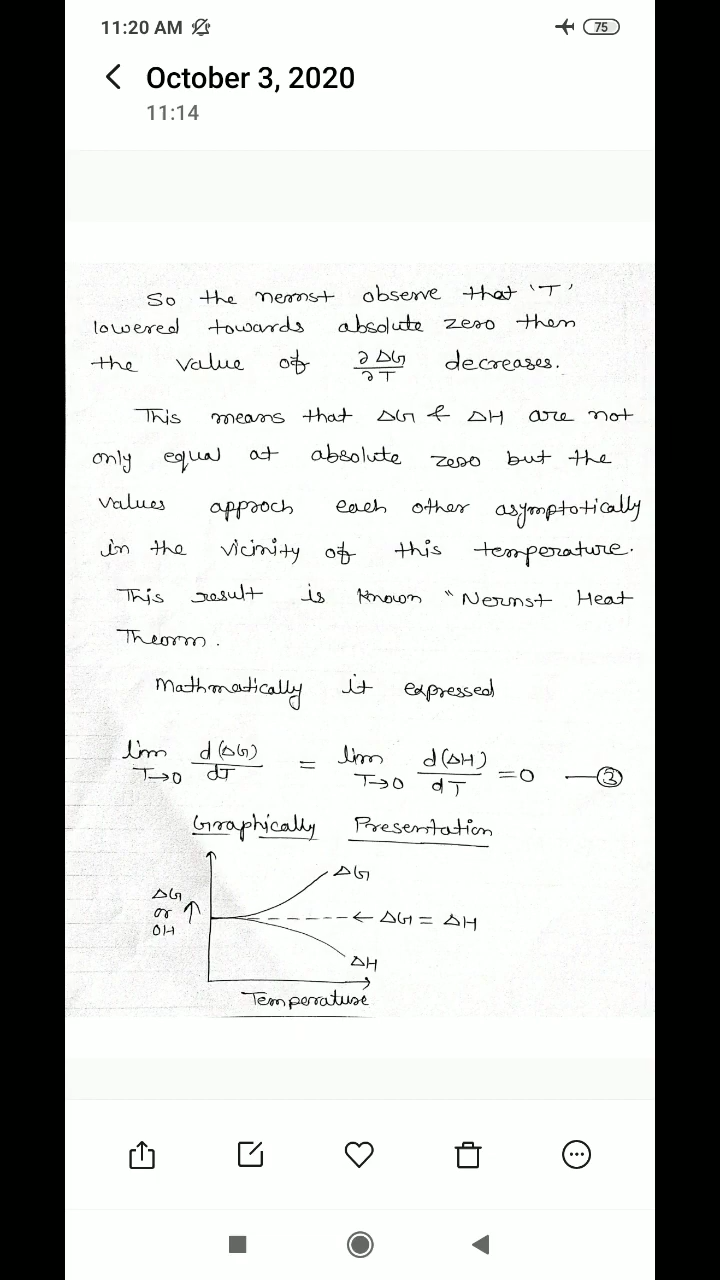 11:20 AM
75
October 3, 2020
11:14
So the nernst observe that 'T'
lowered towards absolute zero then
the value of ∂ΔG/∂T decreases.
This means that ΔG & ΔH are not
only equal at absolute zero but the
values approch each other asymptotically
in the vicinity of this temperature.
This result is known "Nernst Heat
Theorm.
Mathmatically it expressed
lim T→0 d(ΔG)/dT = lim T→0 d(ΔH)/dT = 0 —③
Graphically Presentation
ΔG
ΔG or ΔH ↑
← ΔG = ΔH
ΔH
Temperature